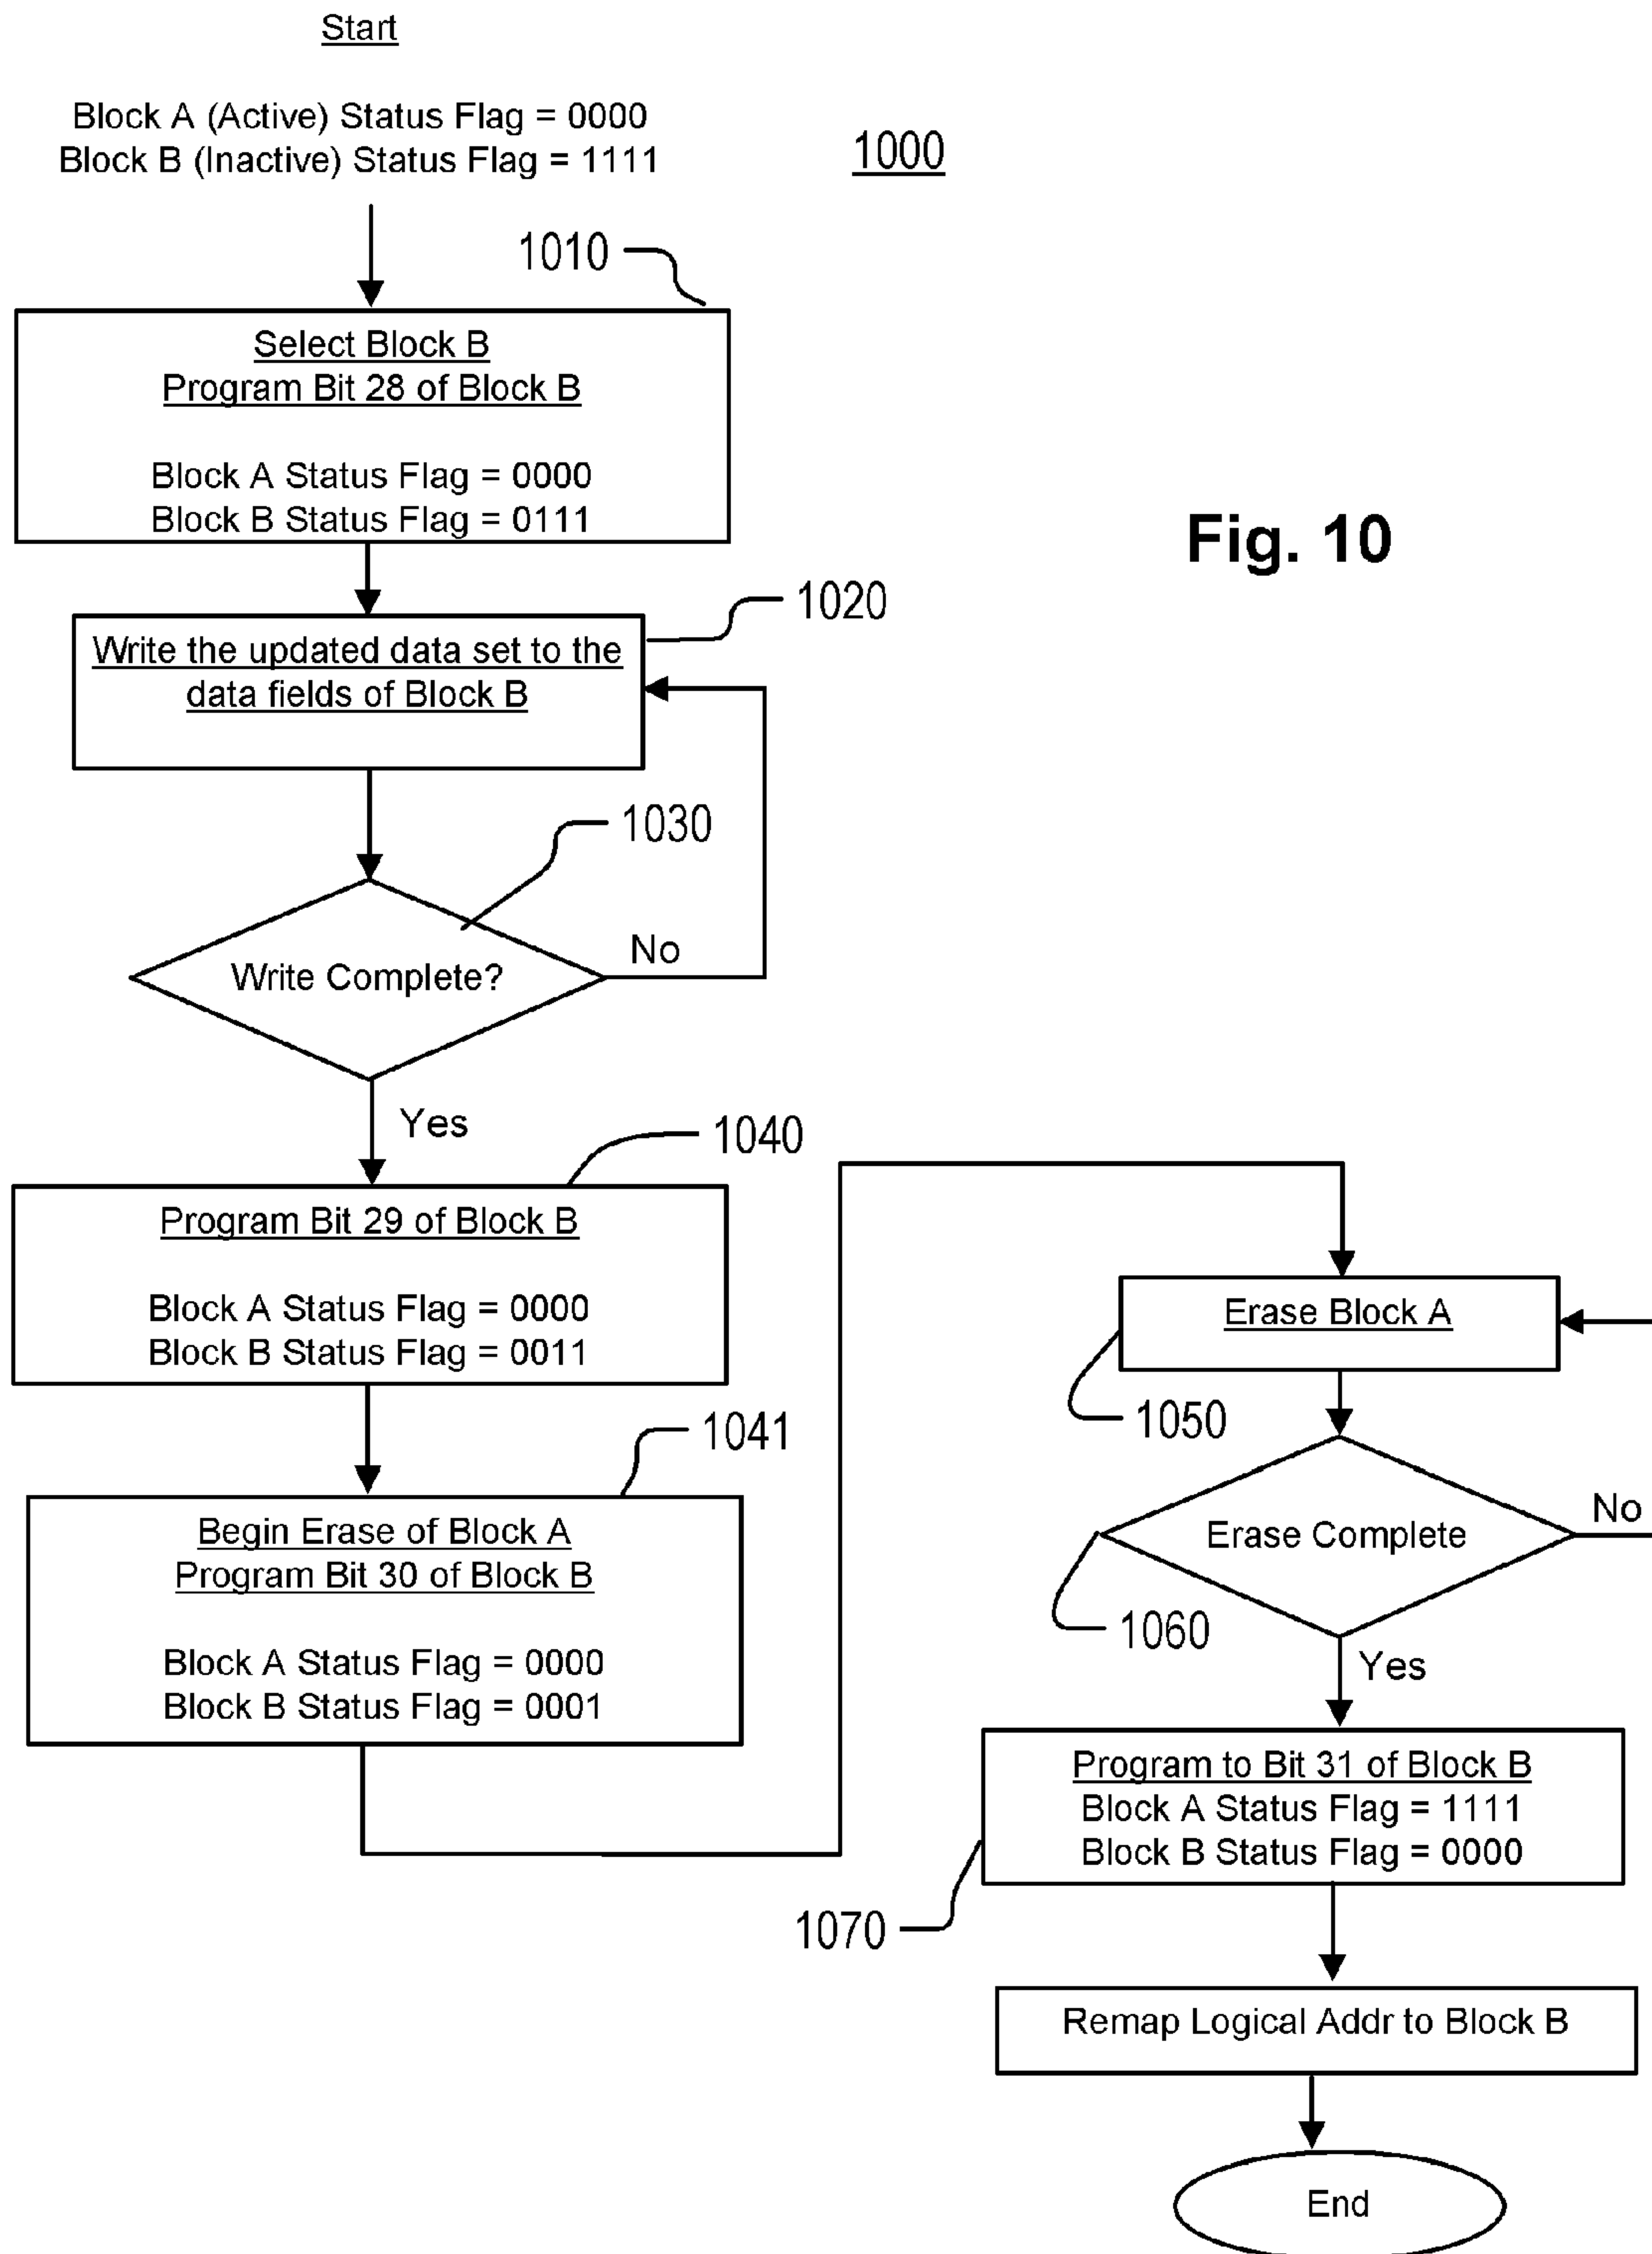 Start
Block A (Active) Status Flag = 0000
Block B (Inactive) Status Flag = 1111
1000
1010
Select Block B
Program Bit 28 of Block B
Block A Status Flag = 0000
Block B Status Flag = 0111
Fig. 10
1020
Write the updated data set to the
data fields of Block B
1030
Write Complete?
No
Yes
1040
Program Bit 29 of Block B
Block A Status Flag = 0000
Block B Status Flag = 0011
1041
Begin Erase of Block A
Program Bit 30 of Block B
Block A Status Flag = 0000
Block B Status Flag = 0001
Erase Block A
1050
Erase Complete
No
1060
Yes
Program to Bit 31 of Block B
Block A Status Flag = 1111
Block B Status Flag = 0000
1070
Remap Logical Addr to Block B
End